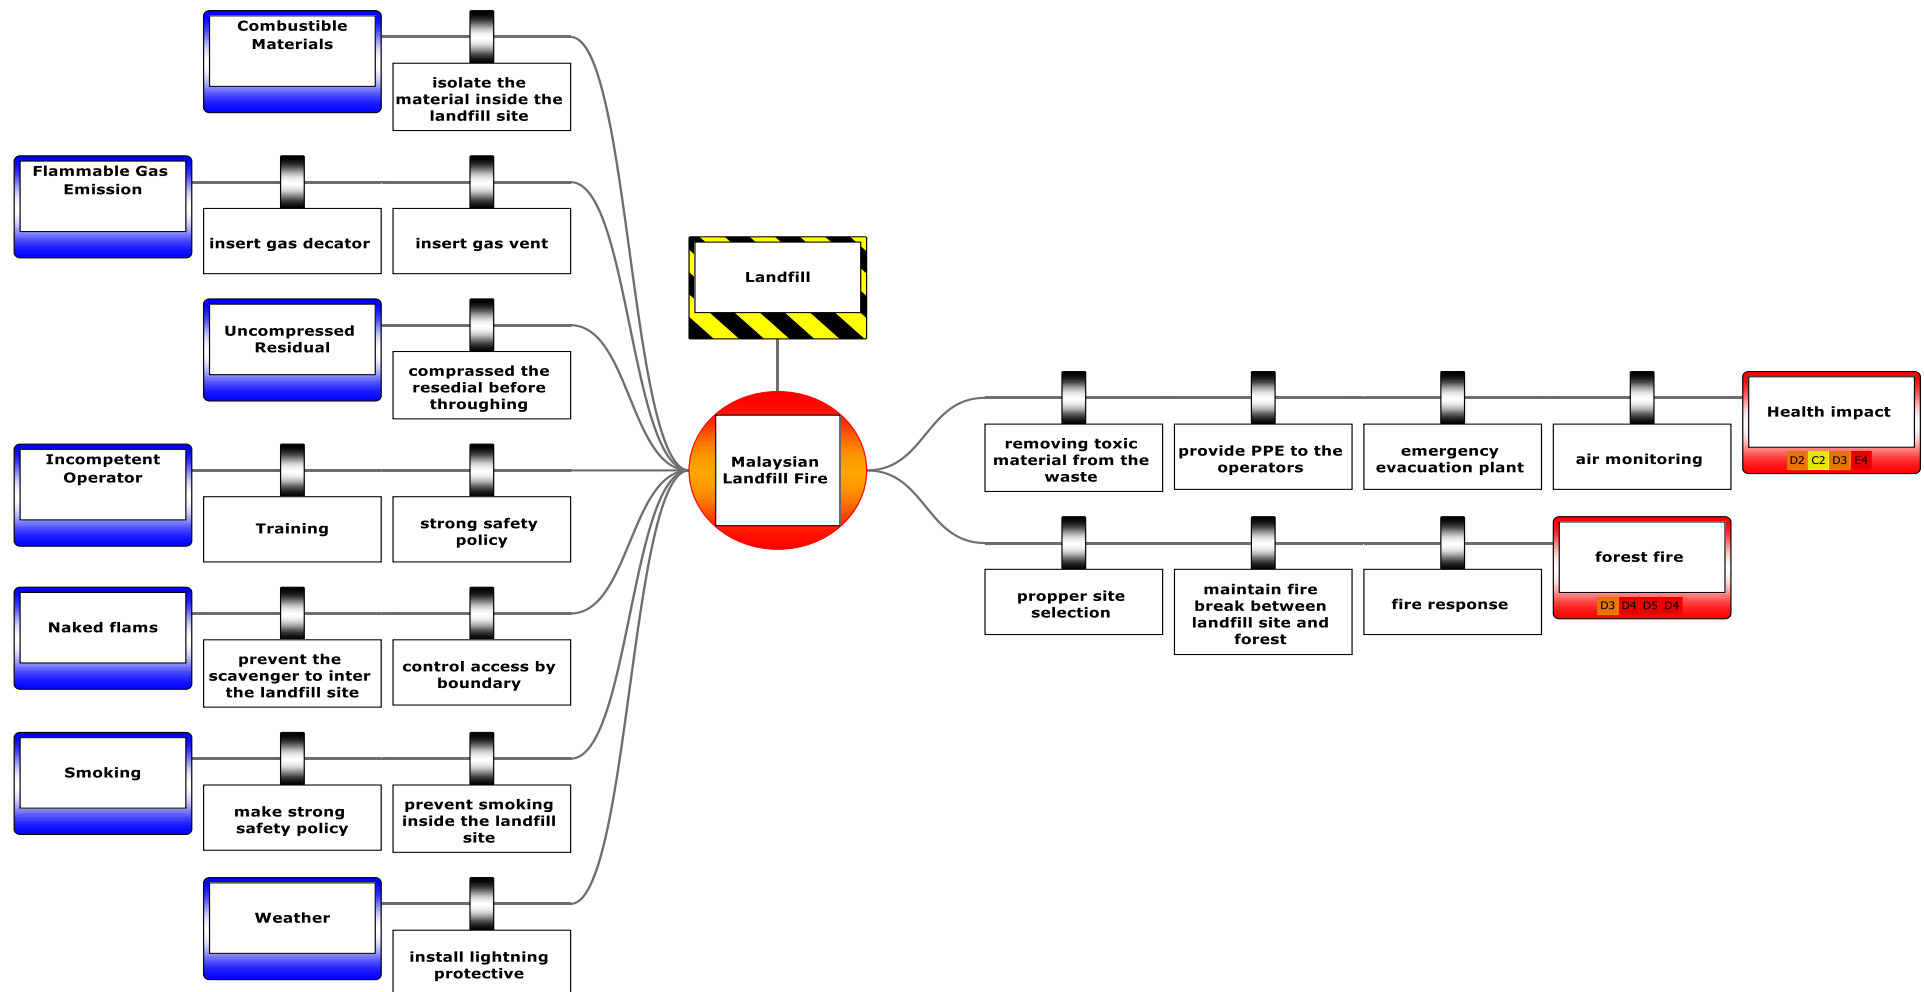 Combustible
Materials
isolate the
material inside the
landfill site
Flammable Gas
Emission
insert gas decator
insert gas vent
Uncompressed
Residual
comprassed the
resedial before
throughing
Incompetent
Operator
Training
strong safety
policy
Naked flams
prevent the
scavenger to inter
the landfill site
control access by
boundary
Smoking
make strong
safety policy
prevent smoking
inside the landfill
site
Weather
install lightning
protective
Landfill
Malaysian
Landfill Fire
removing toxic
material from the
waste
provide PPE to the
operators
emergency
evacuation plant
air monitoring
Health impact
D2 C2 D3 E4
propper site
selection
maintain fire
break between
landfill site and
forest
fire response
forest fire
D3 D4 D5 D4